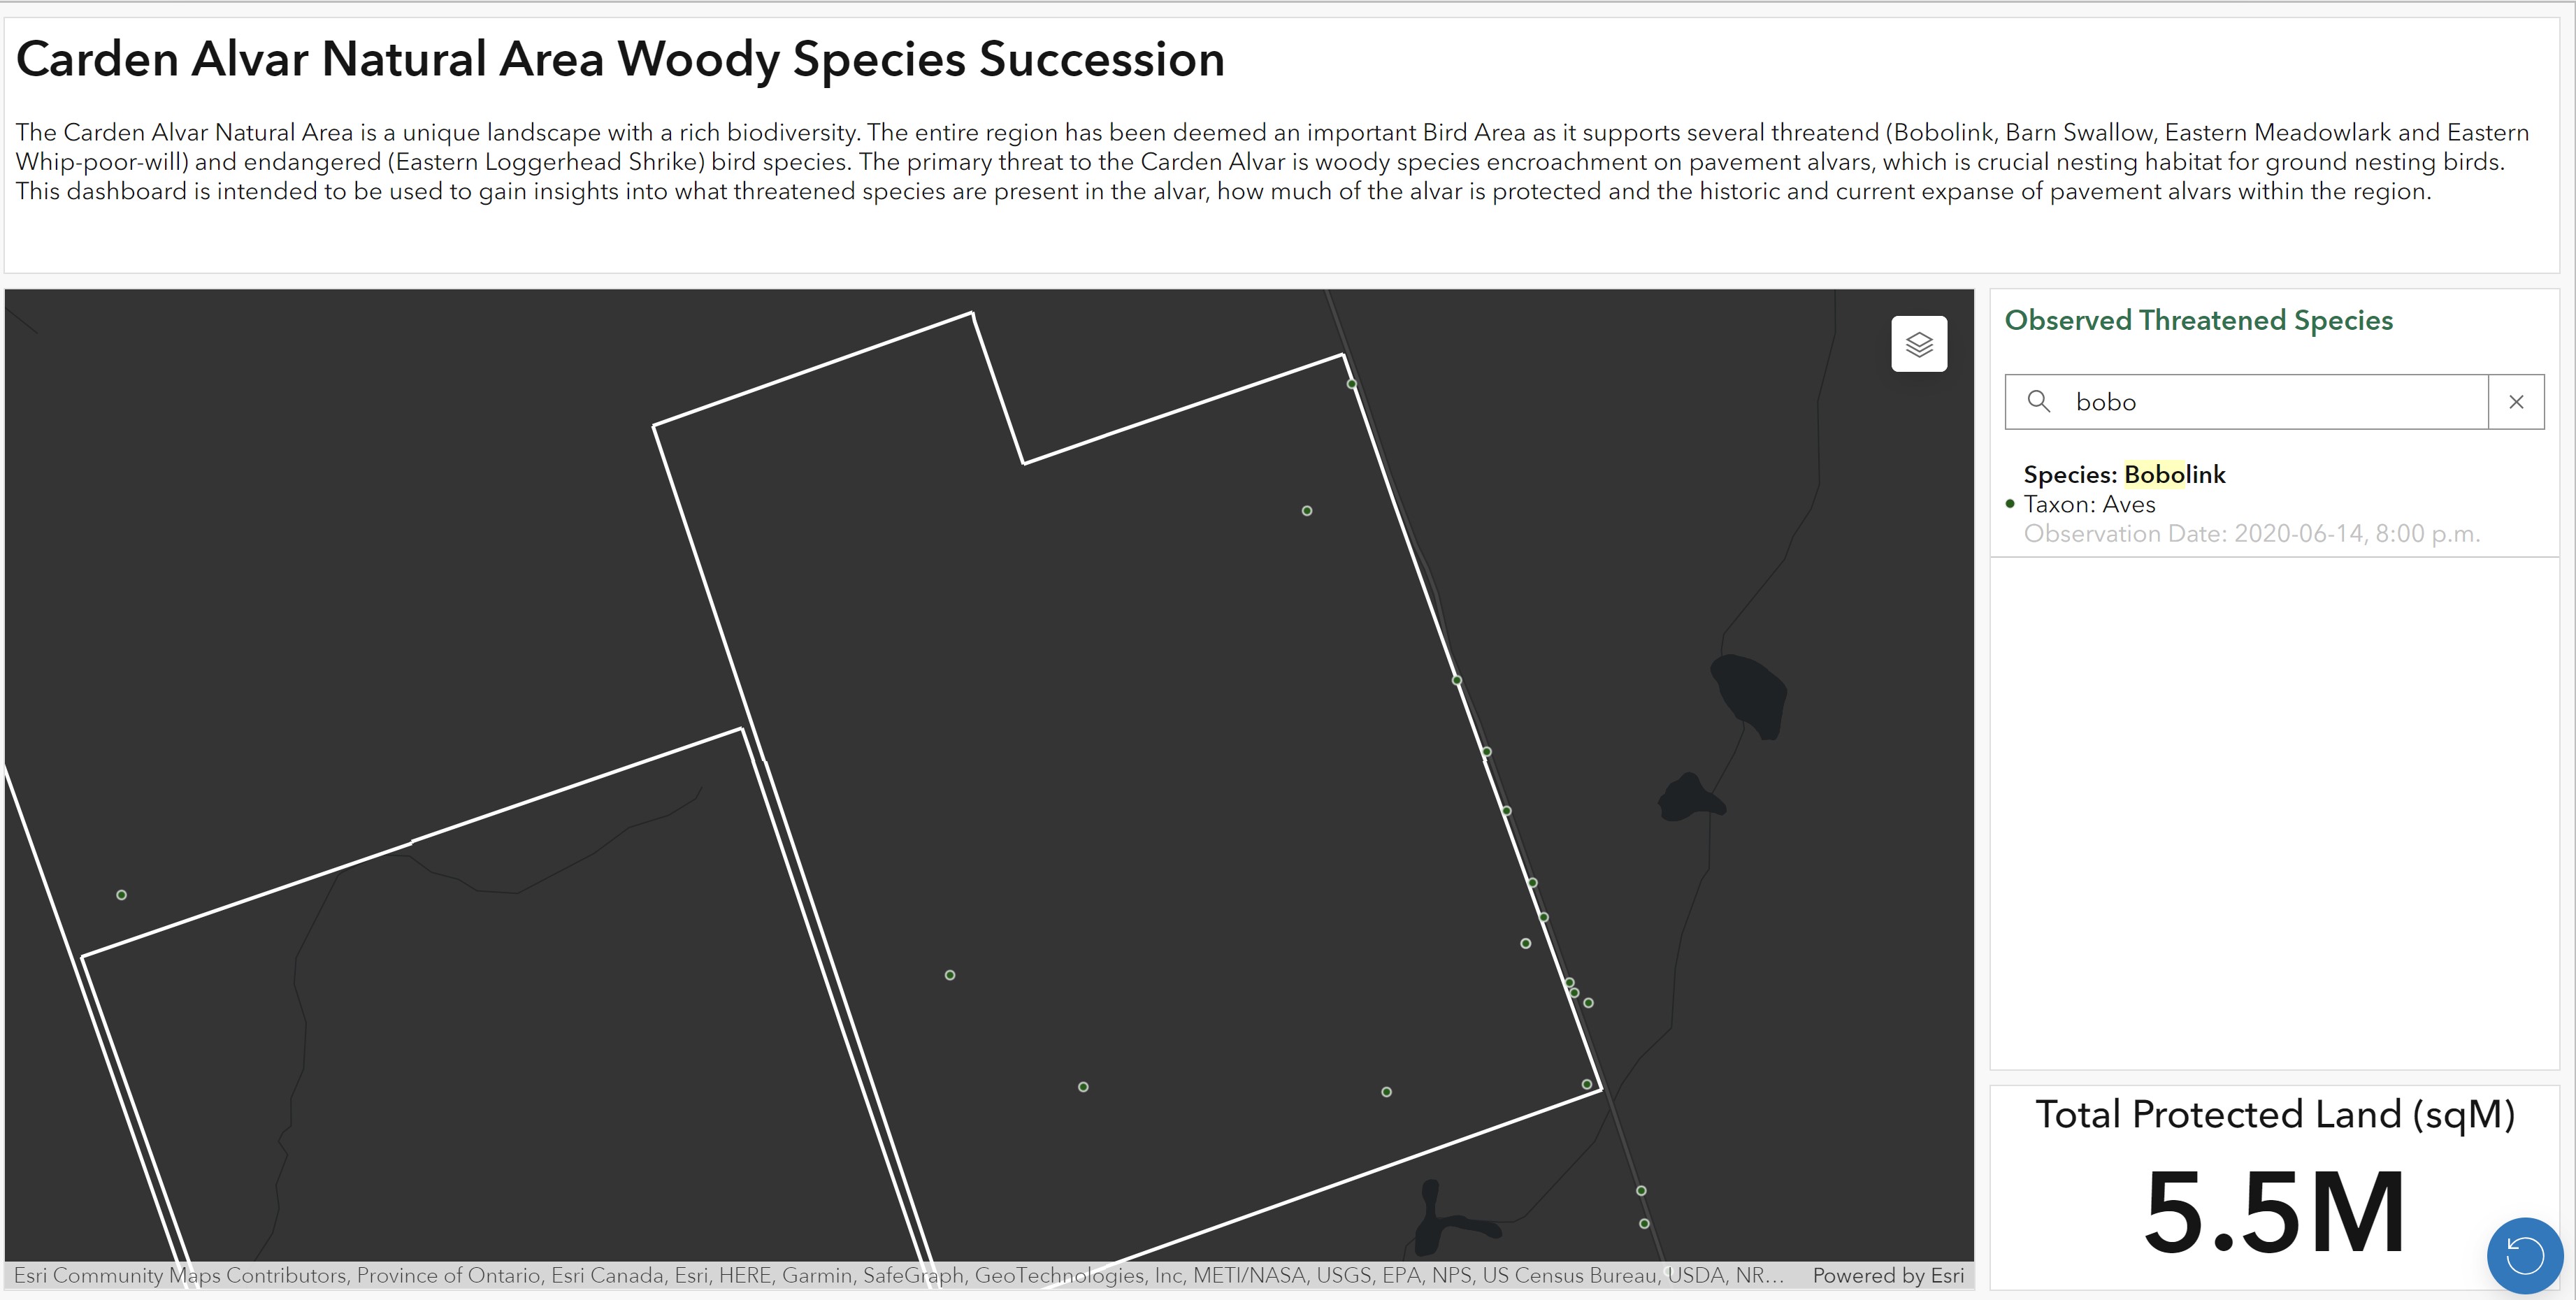 Carden Alvar Natural Area Woody Species Succession
The Carden Alvar Natural Area is a unique landscape with a rich biodiversity. The entire region has been deemed an important Bird Area as it supports several threatend (Bobolink, Barn Swallow, Eastern Meadowlark and Eastern
Whip-poor-will) and endangered (Eastern Loggerhead Shrike) bird species. The primary threat to the Carden Alvar is woody species encroachment on pavement alvars, which is crucial nesting habitat for ground nesting birds.
This dashboard is intended to be used to gain insights into what threatened species are present in the alvar, how much of the alvar is protected and the historic and current expanse of pavement alvars within the region.
Observed Threatened Species
bobo
Species: Bobolink
Taxon: Aves
Observation Date: 2020-06-14, 8:00 p.m.
Total Protected Land (sqM)
5.5M
Esri Community Maps Contributors, Province of Ontario, Esri Canada, Esri, HERE, Garmin, SafeGraph, GeoTechnologies, Inc, METI/NASA, USGS, EPA, NPS, US Census Bureau, USDA, NR... Powered by Esri